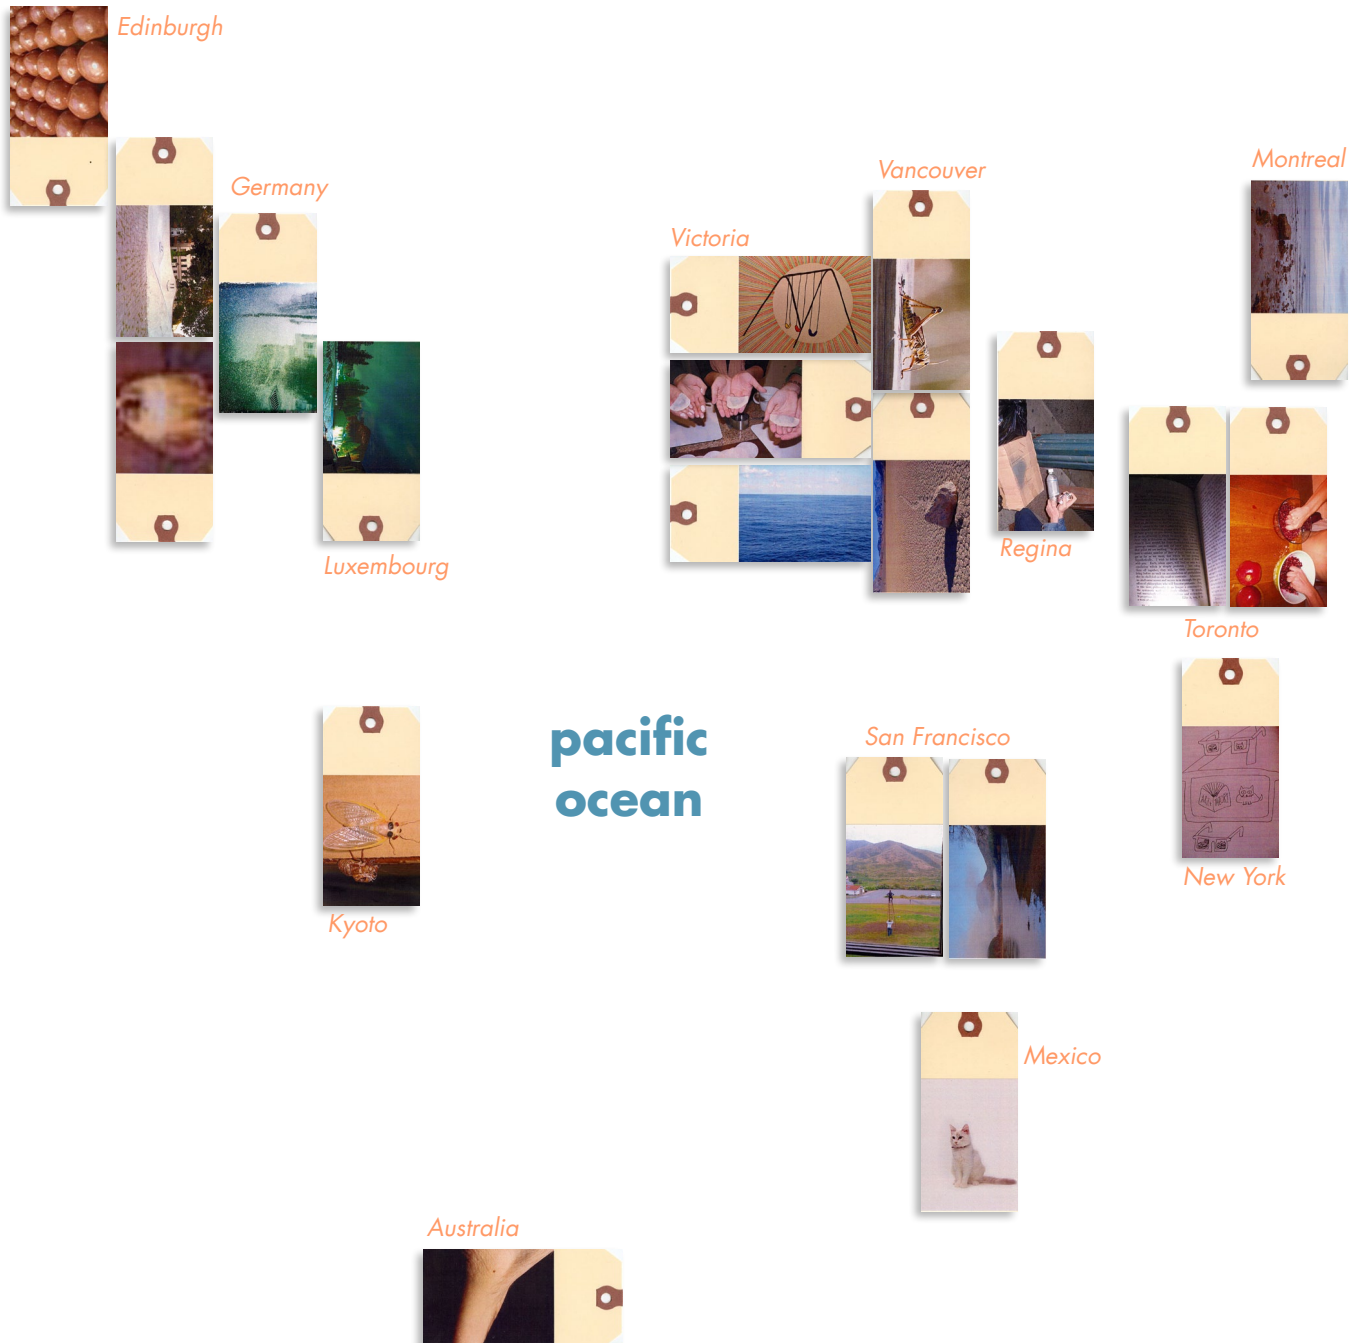 Edinburgh
Montreal
Vancouver
Germany
Victoria
Regina
Luxembourg
Toronto
pacific
ocean
San Francisco
New York
Kyoto
Mexico
Australia